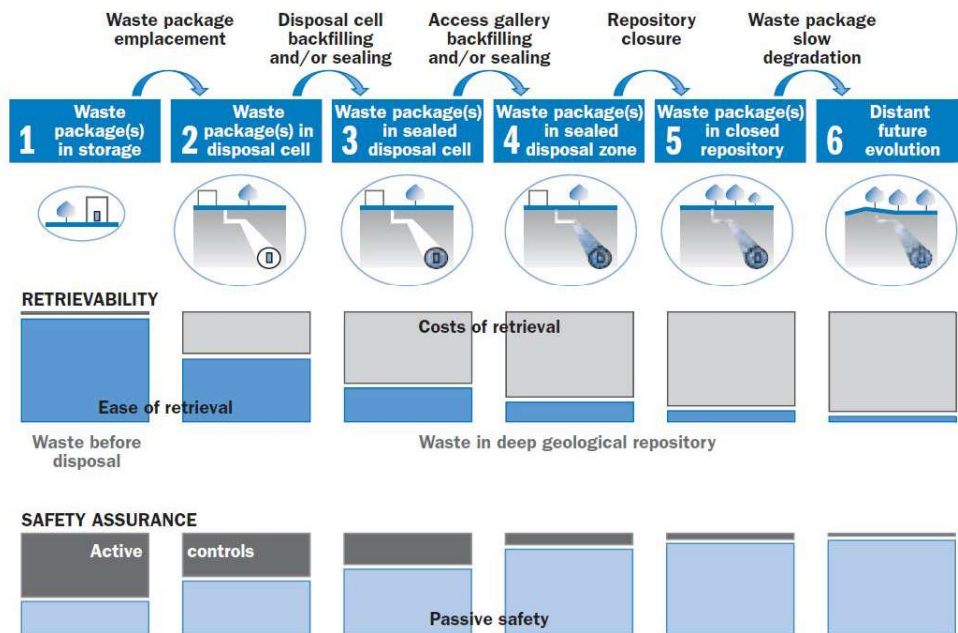 Waste package
emplacement
Disposal cell
backfilling
and/or sealing
Access gallery
backfilling
and/or sealing
Repository
closure
Waste package
slow
degradation
1 Waste
package(s)
in storage
2 Waste
package(s) in
disposal cell
3 Waste package(s)
in sealed
disposal cell
4 Waste package(s)
in sealed
disposal zone
5 Waste package(s)
in closed
repository
6 Distant
future
evolution
RETRIEVABILITY
Costs of retrieval
Ease of retrieval
Waste before
disposal
Waste in deep geological repository
SAFETY ASSURANCE
Active controls
Passive safety